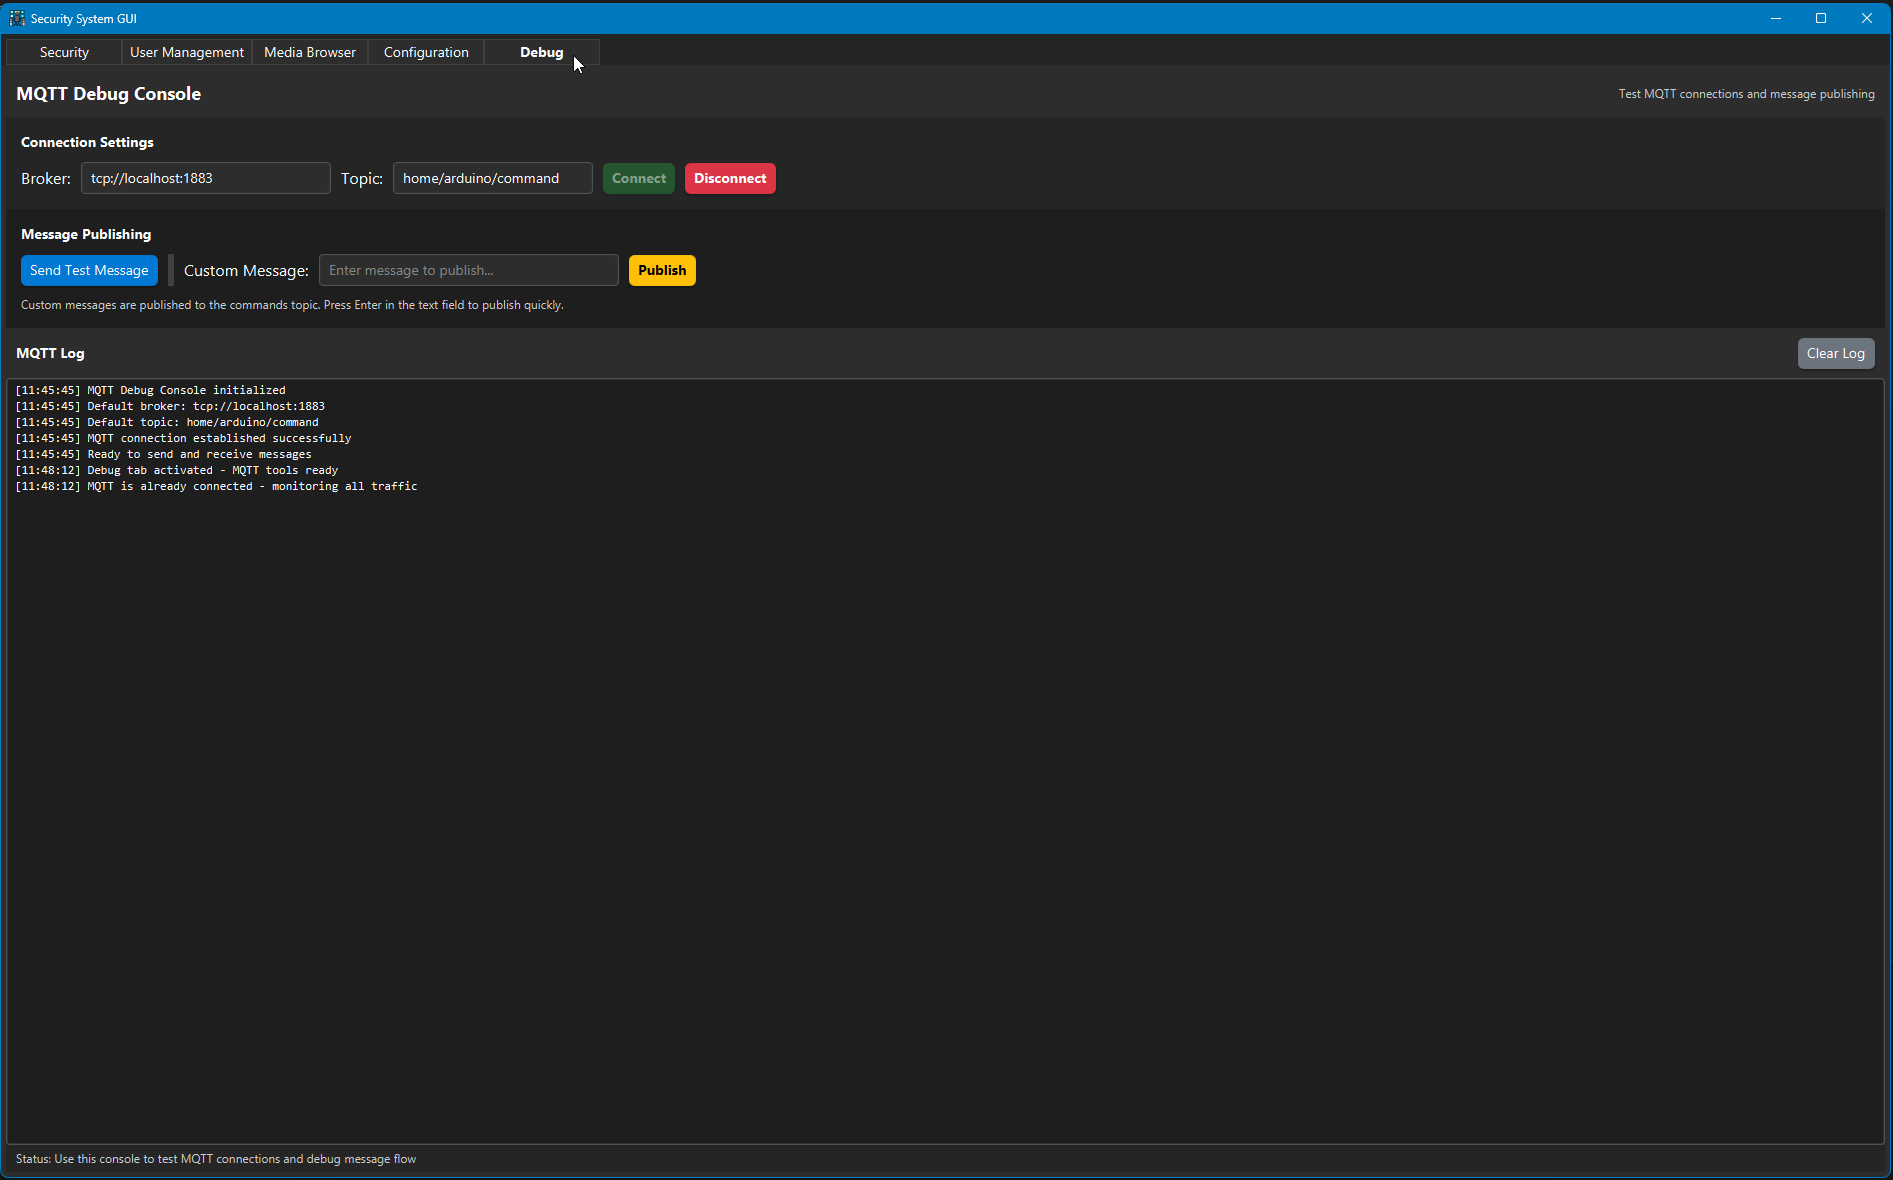 Security System GUI
Security User Management Media Browser Configuration Debug
MQTT Debug Console Test MQTT connections and message publishing
Connection Settings
Broker: tcp://localhost:1883 Topic: home/arduino/command Connect Disconnect
Message Publishing
Send Test Message Custom Message: Enter message to publish... Publish
Custom messages are published to the commands topic. Press Enter in the text field to publish quickly.
MQTT Log Clear Log
[11:45:45] MQTT Debug Console initialized
[11:45:45] Default broker: tcp://localhost:1883
[11:45:45] Default topic: home/arduino/command
[11:45:45] MQTT connection established successfully
[11:45:45] Ready to send and receive messages
[11:48:12] Debug tab activated - MQTT tools ready
[11:48:12] MQTT is already connected - monitoring all traffic
Status: Use this console to test MQTT connections and debug message flow